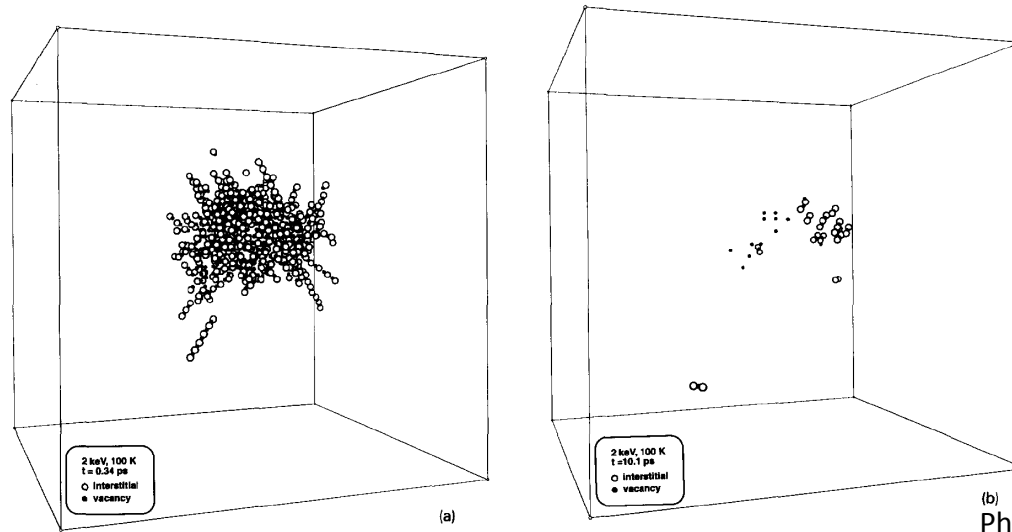 2 keV, 100 K
t = 0.34 ps
interstitial
vacancy
(a)
2 keV, 100 K
t =10.1 ps
interstitial
vacancy
(b)
Ph